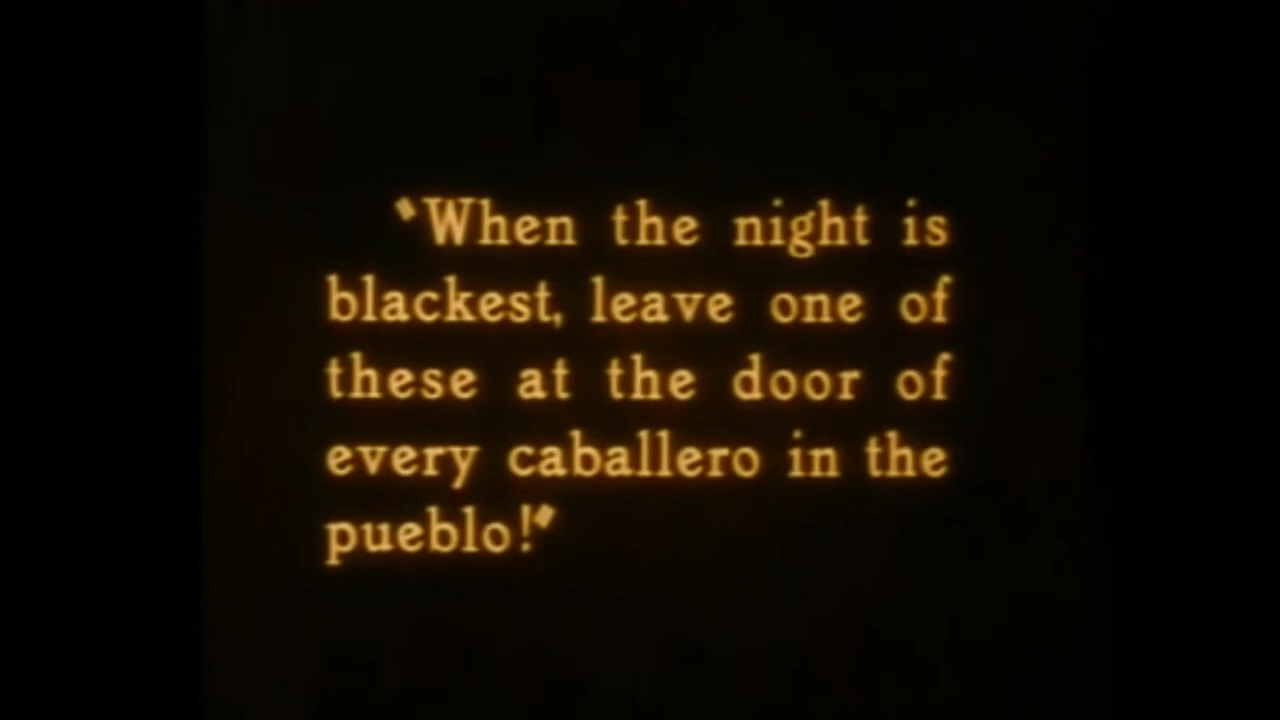 "When the night is
blackest, leave one of
these at the door of
every caballero in the
pueblo!"